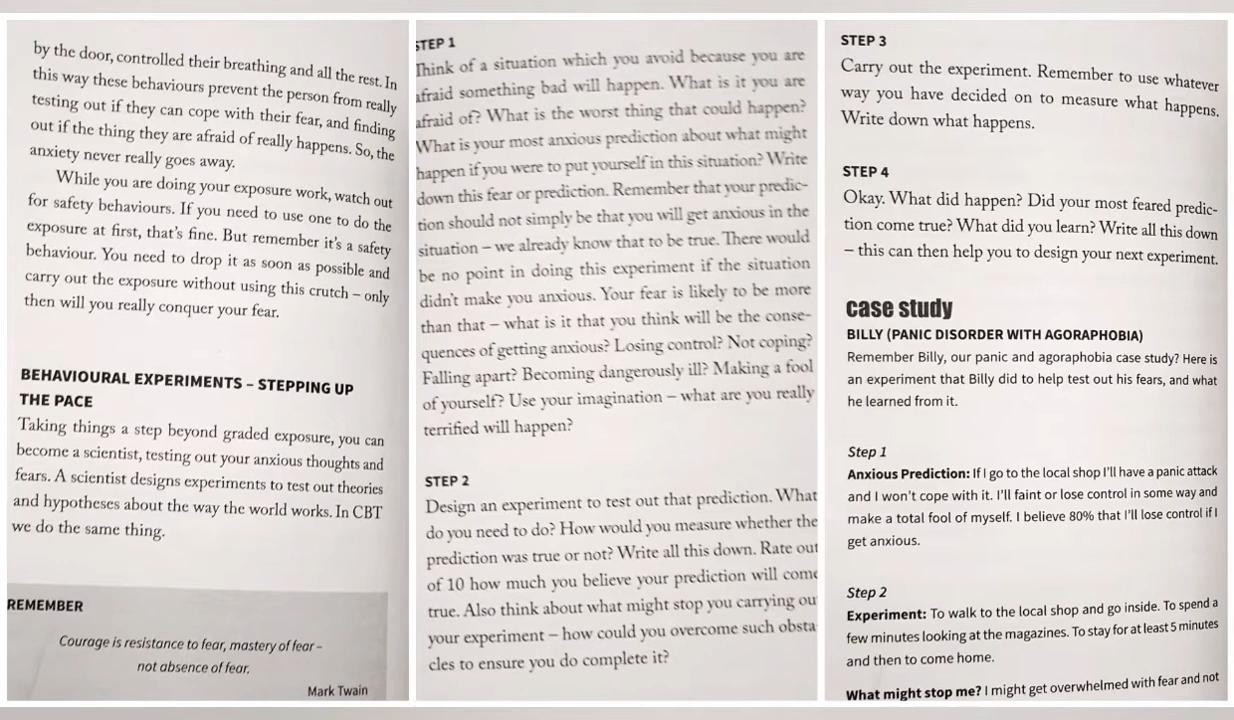 by the door, controlled their breathing and all the rest. In
this way these behaviours prevent the person from really
testing out if they can cope with their fear, and finding
out if the thing they are afraid of really happens. So, the
anxiety never really goes away.
While you are doing your exposure work, watch out
for safety behaviours. If you need to use one to do the
exposure at first, that's fine. But remember it's a safety
behaviour. You need to drop it as soon as possible and
carry out the exposure without using this crutch – only
then will you really conquer your fear.
BEHAVIOURAL EXPERIMENTS – STEPPING UP
THE PACE
Taking things a step beyond graded exposure, you can
become a scientist, testing out your anxious thoughts and
fears. A scientist designs experiments to test out theories
and hypotheses about the way the world works. In CBT
we do the same thing.
REMEMBER
Courage is resistance to fear, mastery of fear –
not absence of fear.
Mark Twain
STEP 1
Think of a situation which you avoid because you are
afraid something bad will happen. What is it you are
afraid of? What is the worst thing that could happen?
What is your most anxious prediction about what might
happen if you were to put yourself in this situation? Write
down this fear or prediction. Remember that your predic-
tion should not simply be that you will get anxious in the
situation – we already know that to be true. There would
be no point in doing this experiment if the situation
didn't make you anxious. Your fear is likely to be more
than that – what is it that you think will be the conse-
quences of getting anxious? Losing control? Not coping?
Falling apart? Becoming dangerously ill? Making a fool
of yourself? Use your imagination – what are you really
terrified will happen?
STEP 2
Design an experiment to test out that prediction. What
do you need to do? How would you measure whether the
prediction was true or not? Write all this down. Rate out
of 10 how much you believe your prediction will come
true. Also think about what might stop you carrying ou
your experiment – how could you overcome such obsta
cles to ensure you do complete it?
STEP 3
Carry out the experiment. Remember to use whatever
way you have decided on to measure what happens.
Write down what happens.
STEP 4
Okay. What did happen? Did your most feared predic-
tion come true? What did you learn? Write all this down
– this can then help you to design your next experiment.
case study
BILLY (PANIC DISORDER WITH AGORAPHOBIA)
Remember Billy, our panic and agoraphobia case study? Here is
an experiment that Billy did to help test out his fears, and what
he learned from it.
Step 1
Anxious Prediction: If I go to the local shop I'll have a panic attack
and I won't cope with it. I'll faint or lose control in some way and
make a total fool of myself. I believe 80% that I'll lose control if I
get anxious.
Step 2
Experiment: To walk to the local shop and go inside. To spend a
few minutes looking at the magazines. To stay for at least 5 minutes
and then to come home.
What might stop me? I might get overwhelmed with fear and not